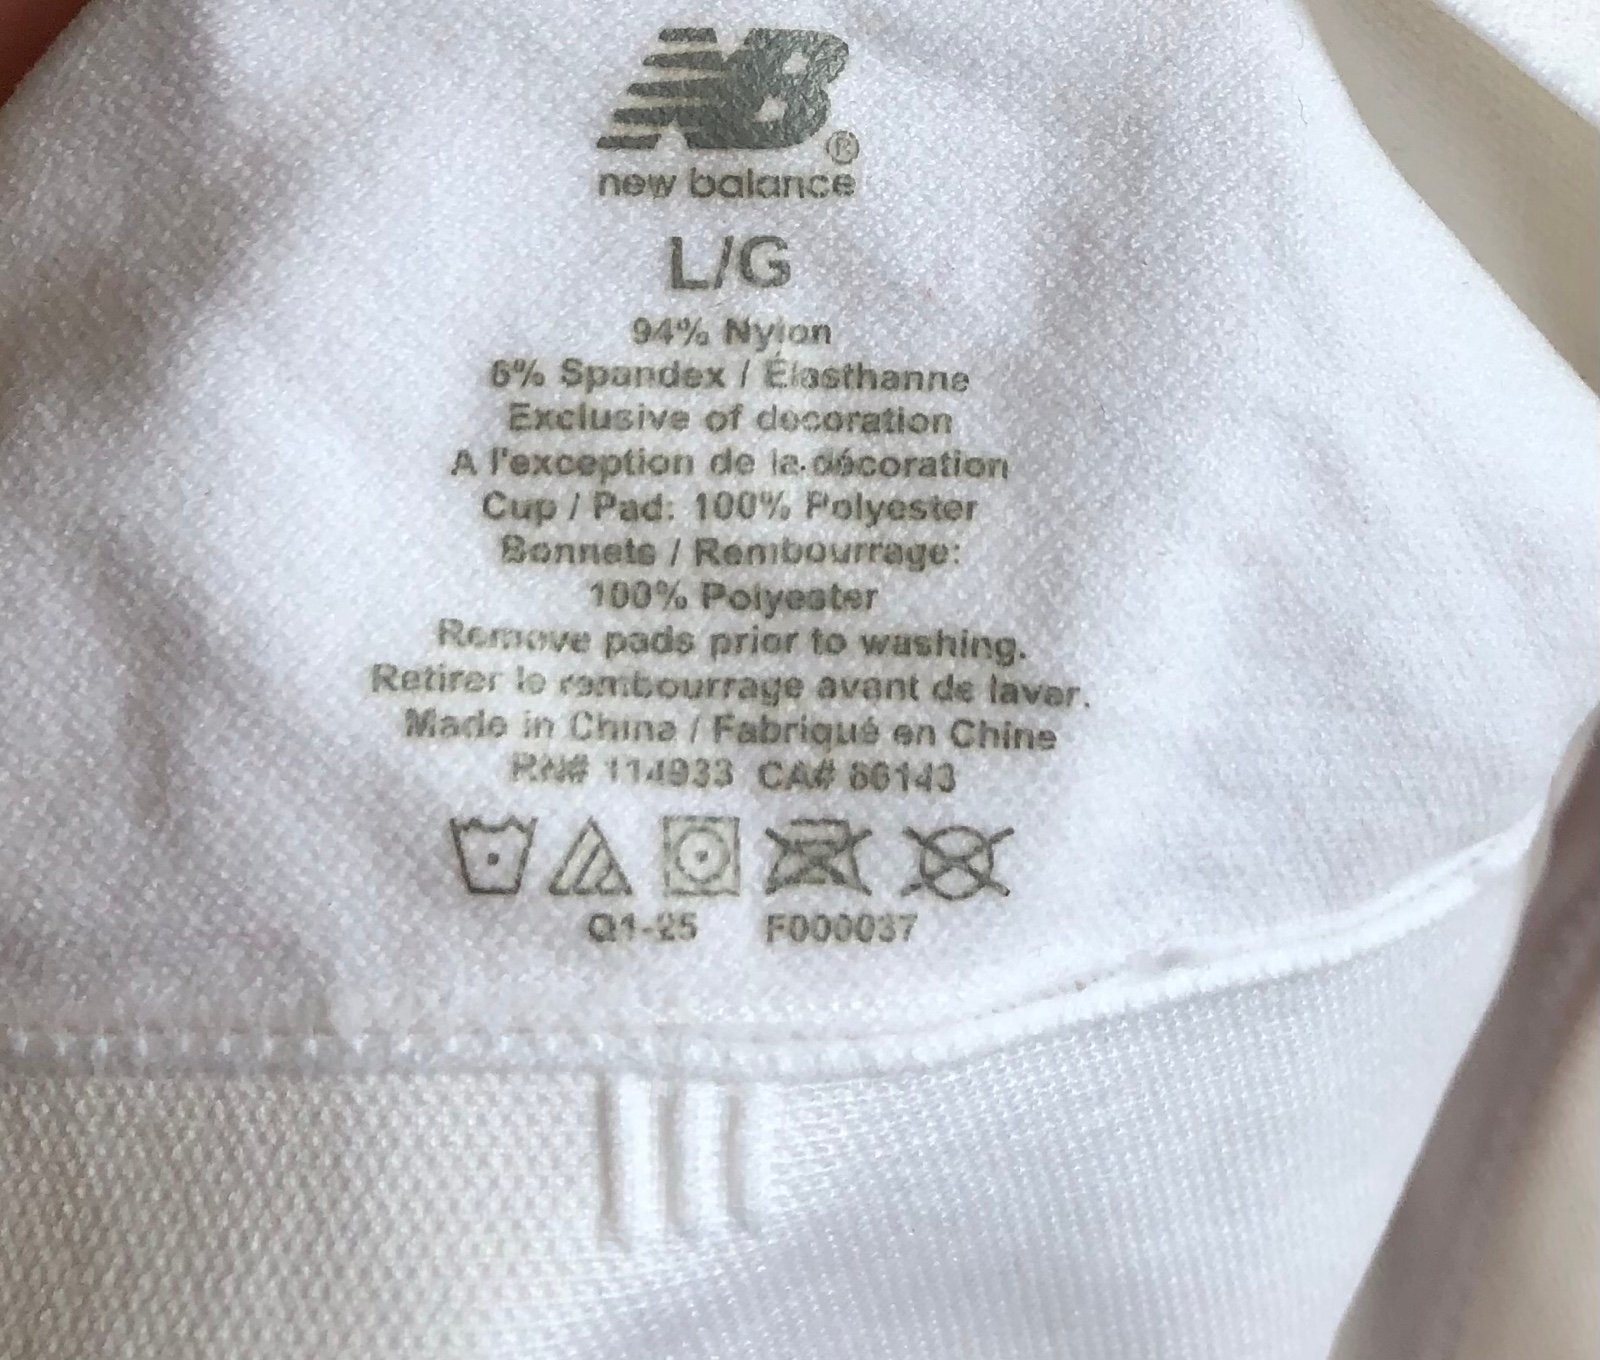 NB®
new balance
L/G
94% Nylon
6% Spandex / Élasthanne
Exclusive of decoration
A l'exception de la décoration
Cup / Pad: 100% Polyester
Bonnets / Rembourrage:
100% Polyester
Remove pads prior to washing.
Retirer le rembourrage avant de laver.
Made in China / Fabriqué en Chine
RN# 114933 CA# 86143
Q1-25 F000037